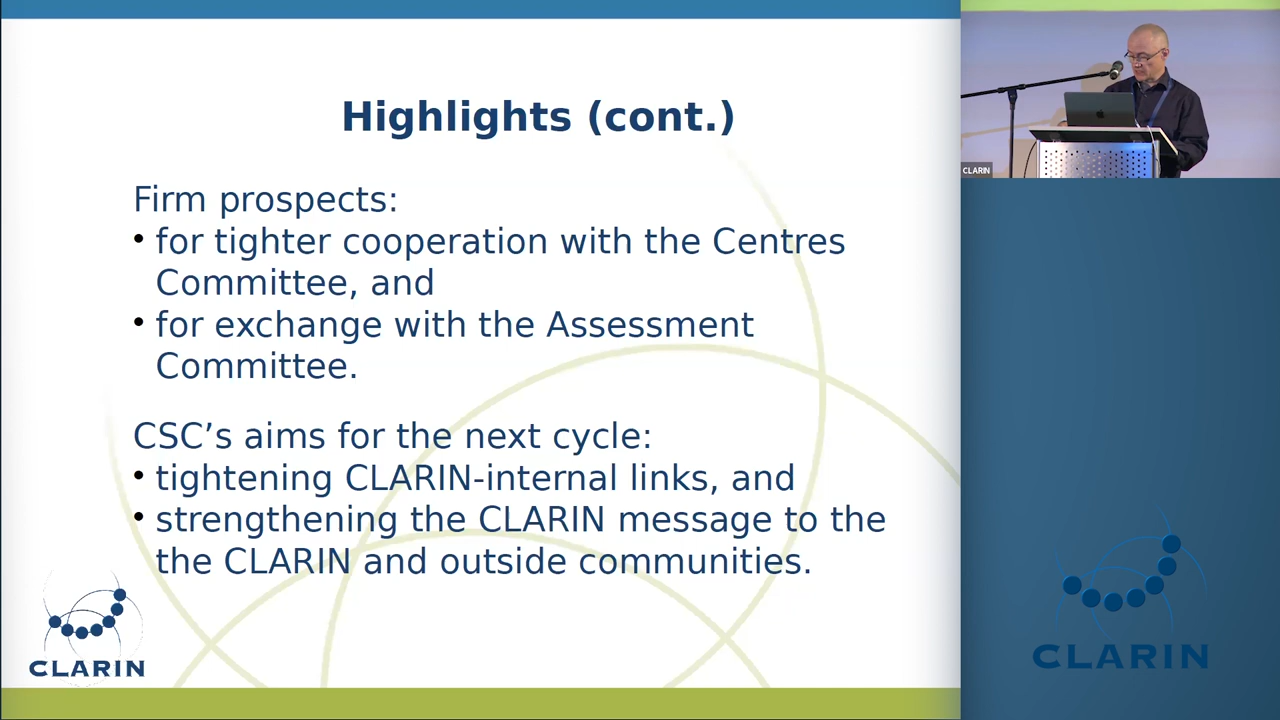 Highlights (cont.)
Firm prospects:
• for tighter cooperation with the Centres
Committee, and
• for exchange with the Assessment
Committee.
CSC’s aims for the next cycle:
• tightening CLARIN-internal links, and
• strengthening the CLARIN message to the
the CLARIN and outside communities.
CLARIN
CLARIN
CLARIN